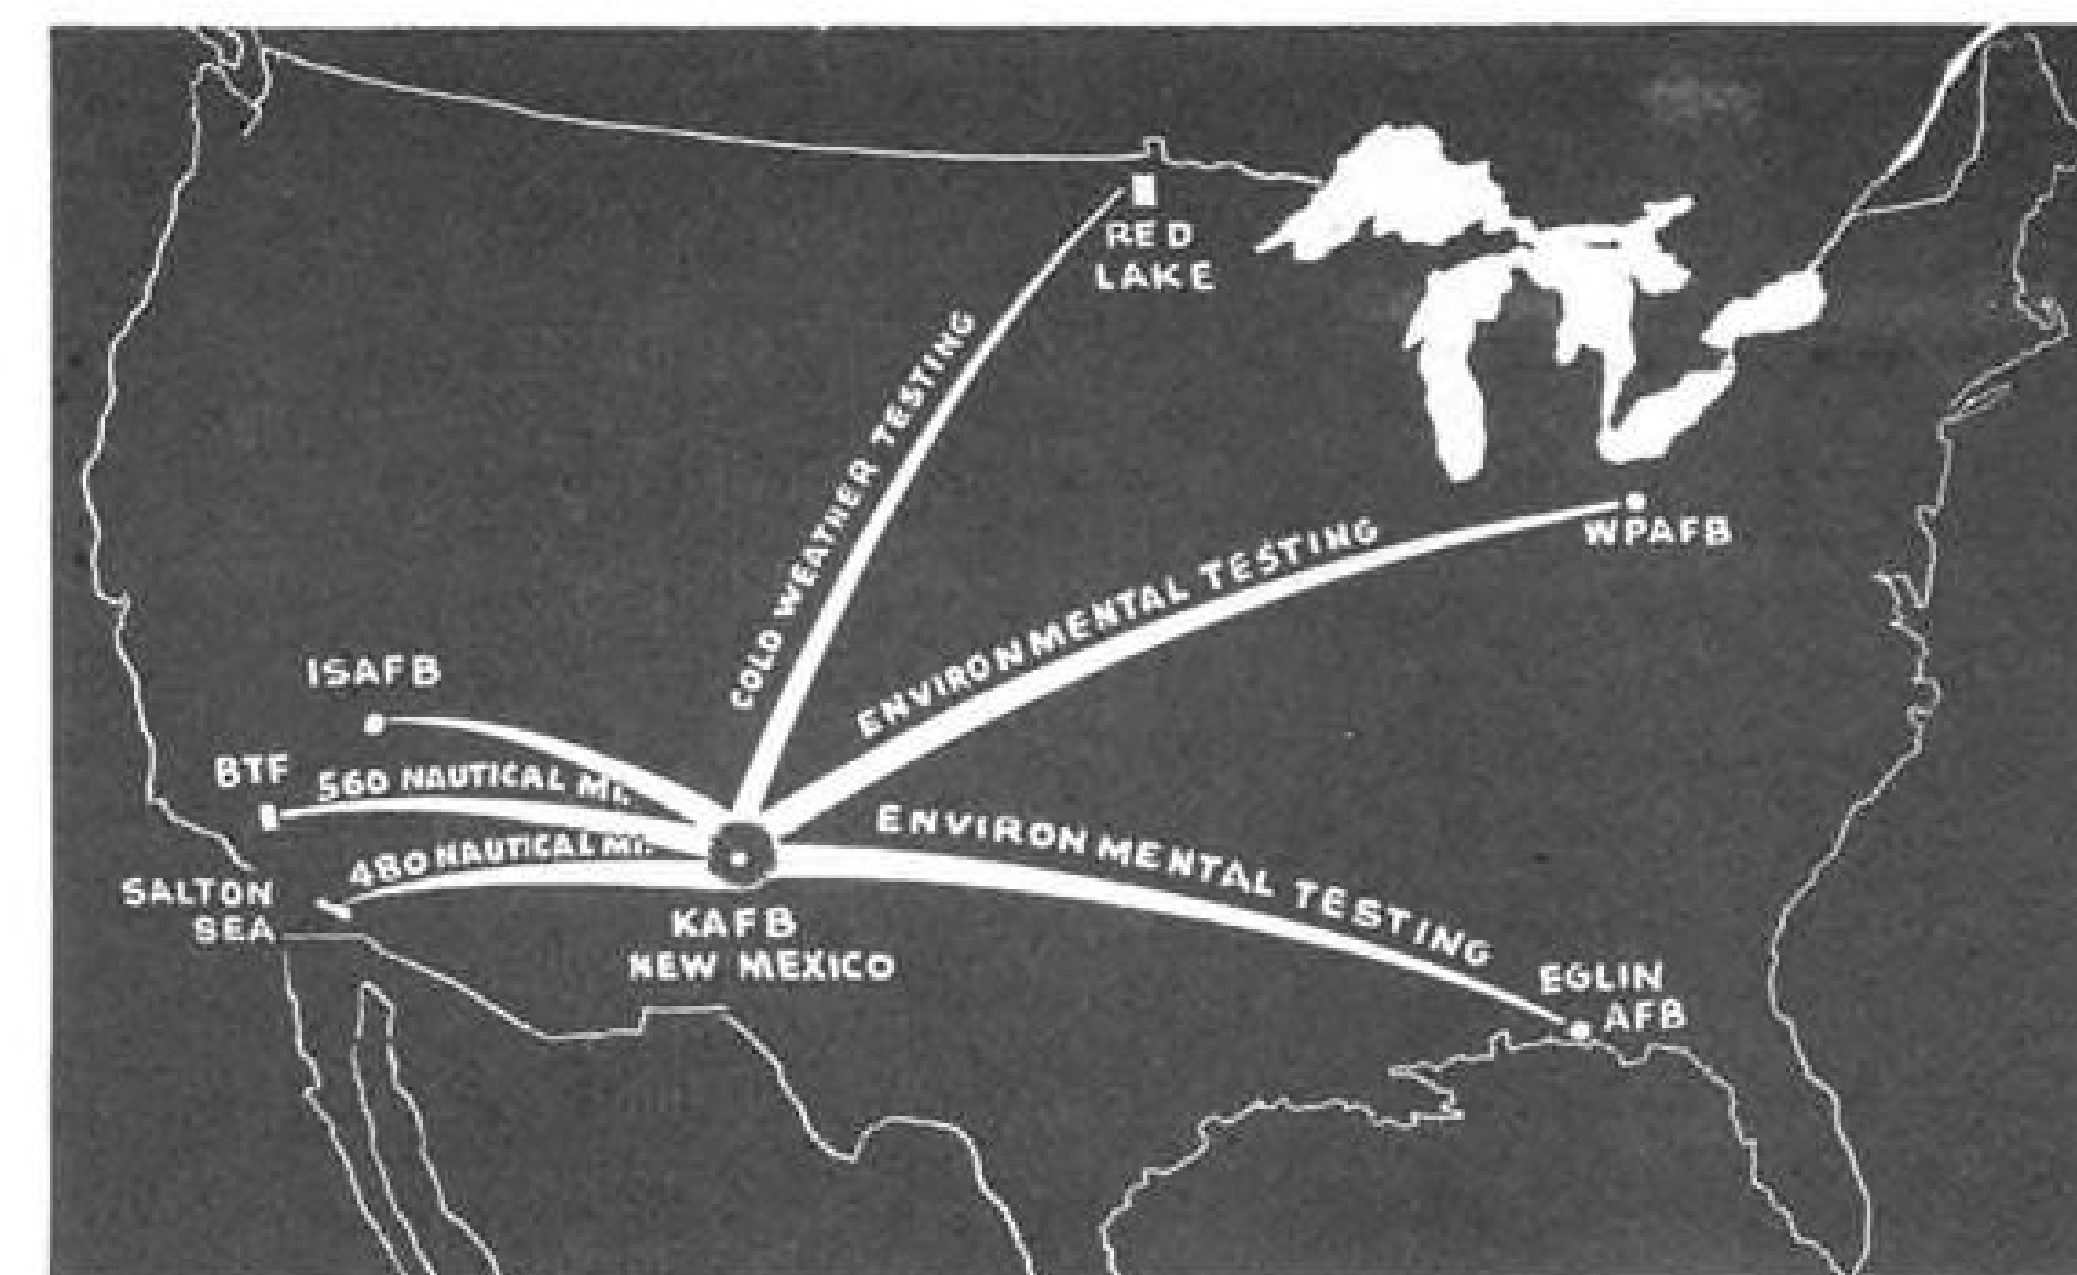 RED
LAKE
COLD WEATHER TESTING
WPAFB
ENVIRONMENTAL TESTING
ISAFB
BTF
560 NAUTICAL MI.
ENVIRONMENTAL TESTING
480 NAUTICAL MI.
SALTON
SEA
KAFB
NEW MEXICO
EGLIN
AFB